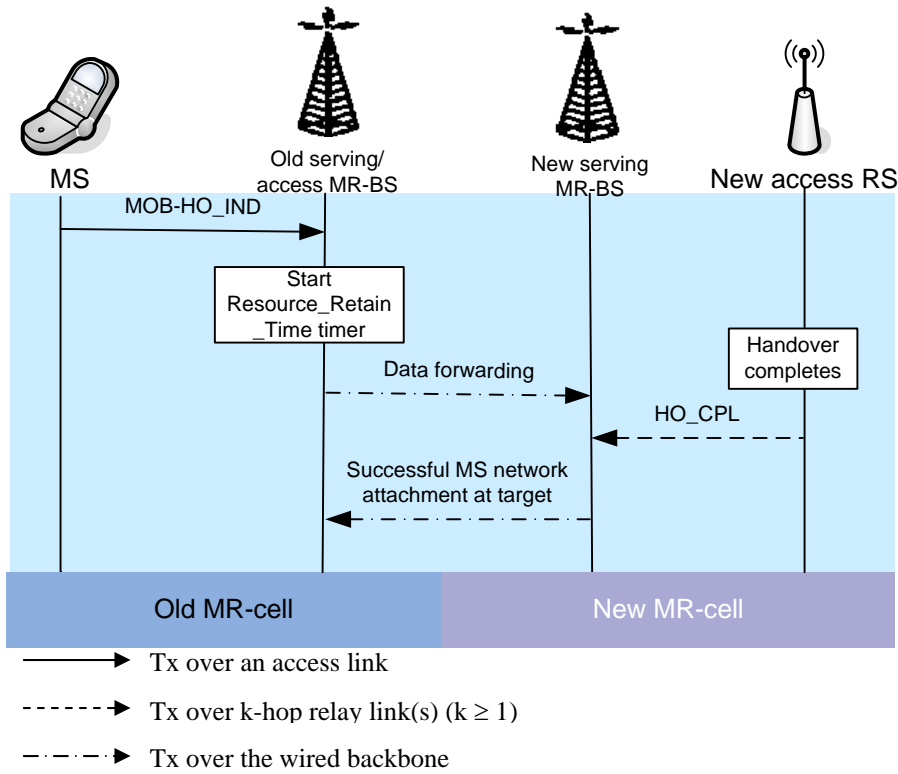 MS
Old serving/
access MR-BS
New serving
MR-BS
New access RS
MOB-HO_IND
Start
Resource_Retain
_Time timer
Handover
completes
Data forwarding
HO_CPL
Successful MS network
attachment at target
Old MR-cell
New MR-cell
Tx over an access link
Tx over k-hop relay link(s) (k ≥ 1)
Tx over the wired backbone